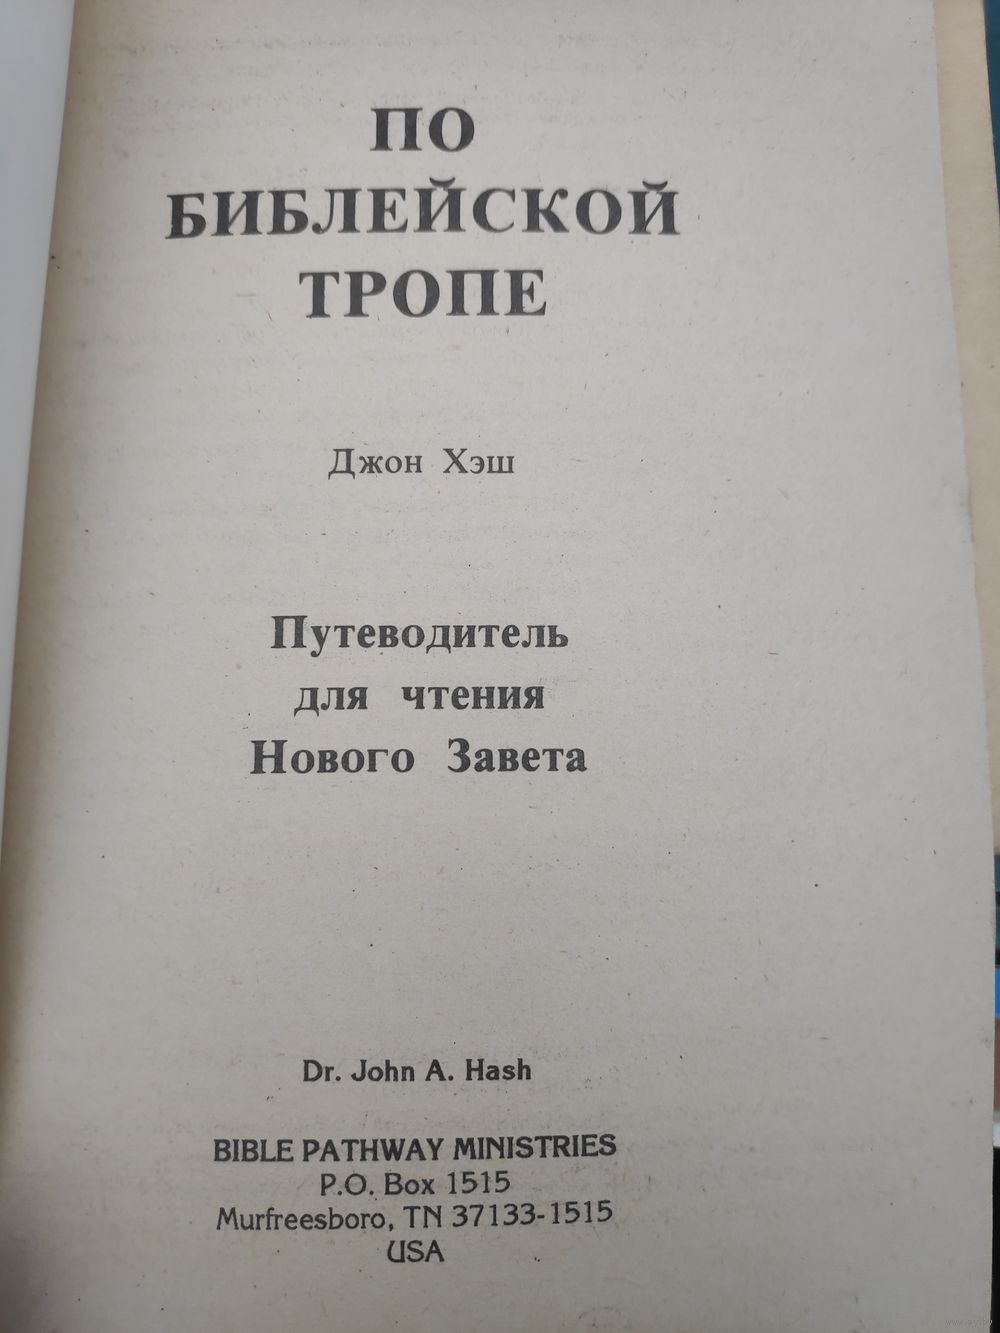 ПО
БИБЛЕЙСКОЙ
ТРОПЕ
Джон Хэш
Путеводитель
для чтения
Нового Завета
Dr. John A. Hash
BIBLE PATHWAY MINISTRIES
P.O. Box 1515
Murfreesboro, TN 37133-1515
USA